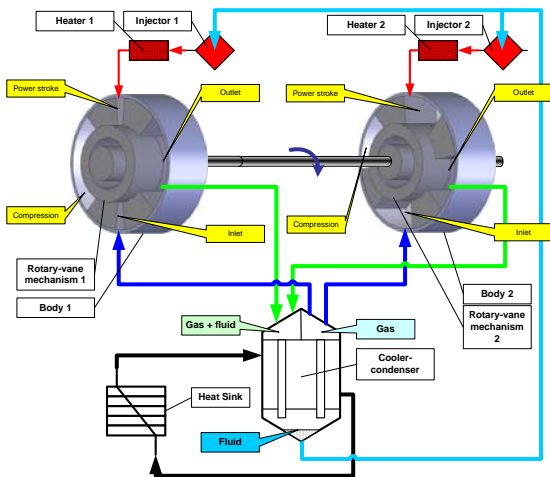 Heater 1
Injector 1
Heater 2
Injector 2
Power stroke
Outlet
Power stroke
Outlet
Compression
Compression
Inlet
Inlet
Rotary-vane
mechanism 1
Body 1
Body 2
Rotary-vane
mechanism
2
Gas + fluid
Gas
Cooler-
condenser
Heat Sink
Fluid